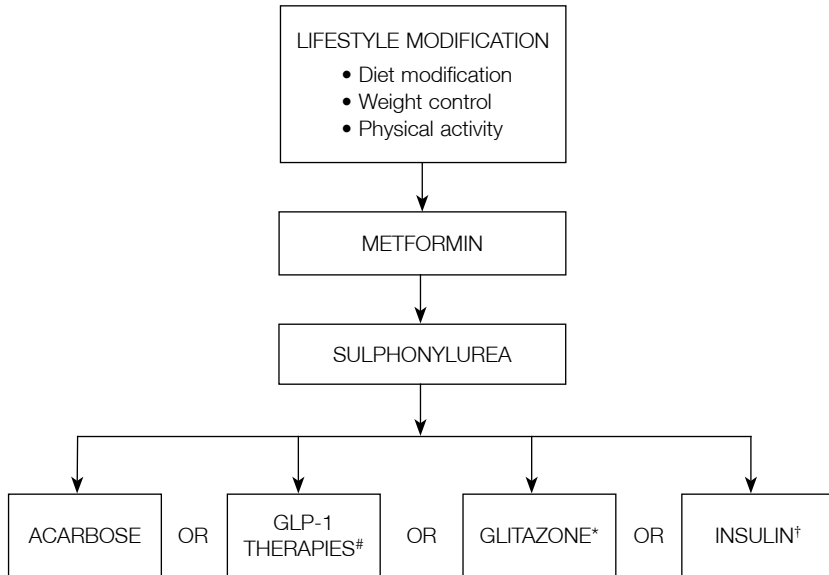 LIFESTYLE MODIFICATION
• Diet modification
• Weight control
• Physical activity
METFORMIN
SULPHONYLUREA
ACARBOSE OR GLP-1 THERAPIES# OR GLITAZONE* OR INSULIN†